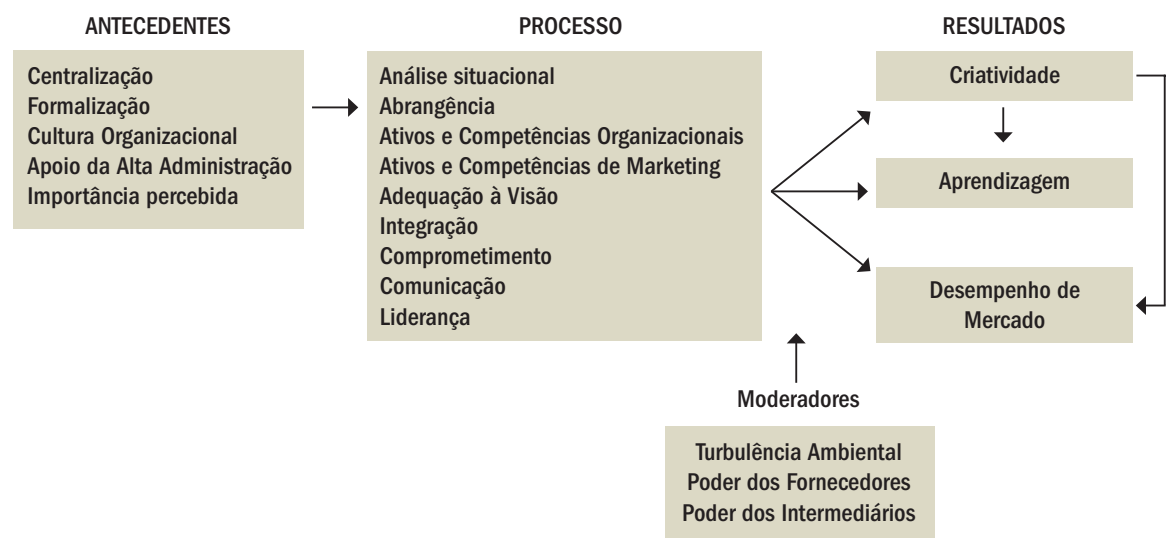 ANTECEDENTES
Centralização
Formalização
Cultura Organizacional
Apoio da Alta Administração
Importância percebida
PROCESSO
Análise situacional
Abrangência
Ativos e Competências Organizacionais
Ativos e Competências de Marketing
Adequação à Visão
Integração
Comprometimento
Comunicação
Liderança
RESULTADOS
Criatividade
Aprendizagem
Desempenho de
Mercado
Moderadores
Turbulência Ambiental
Poder dos Fornecedores
Poder dos Intermediários